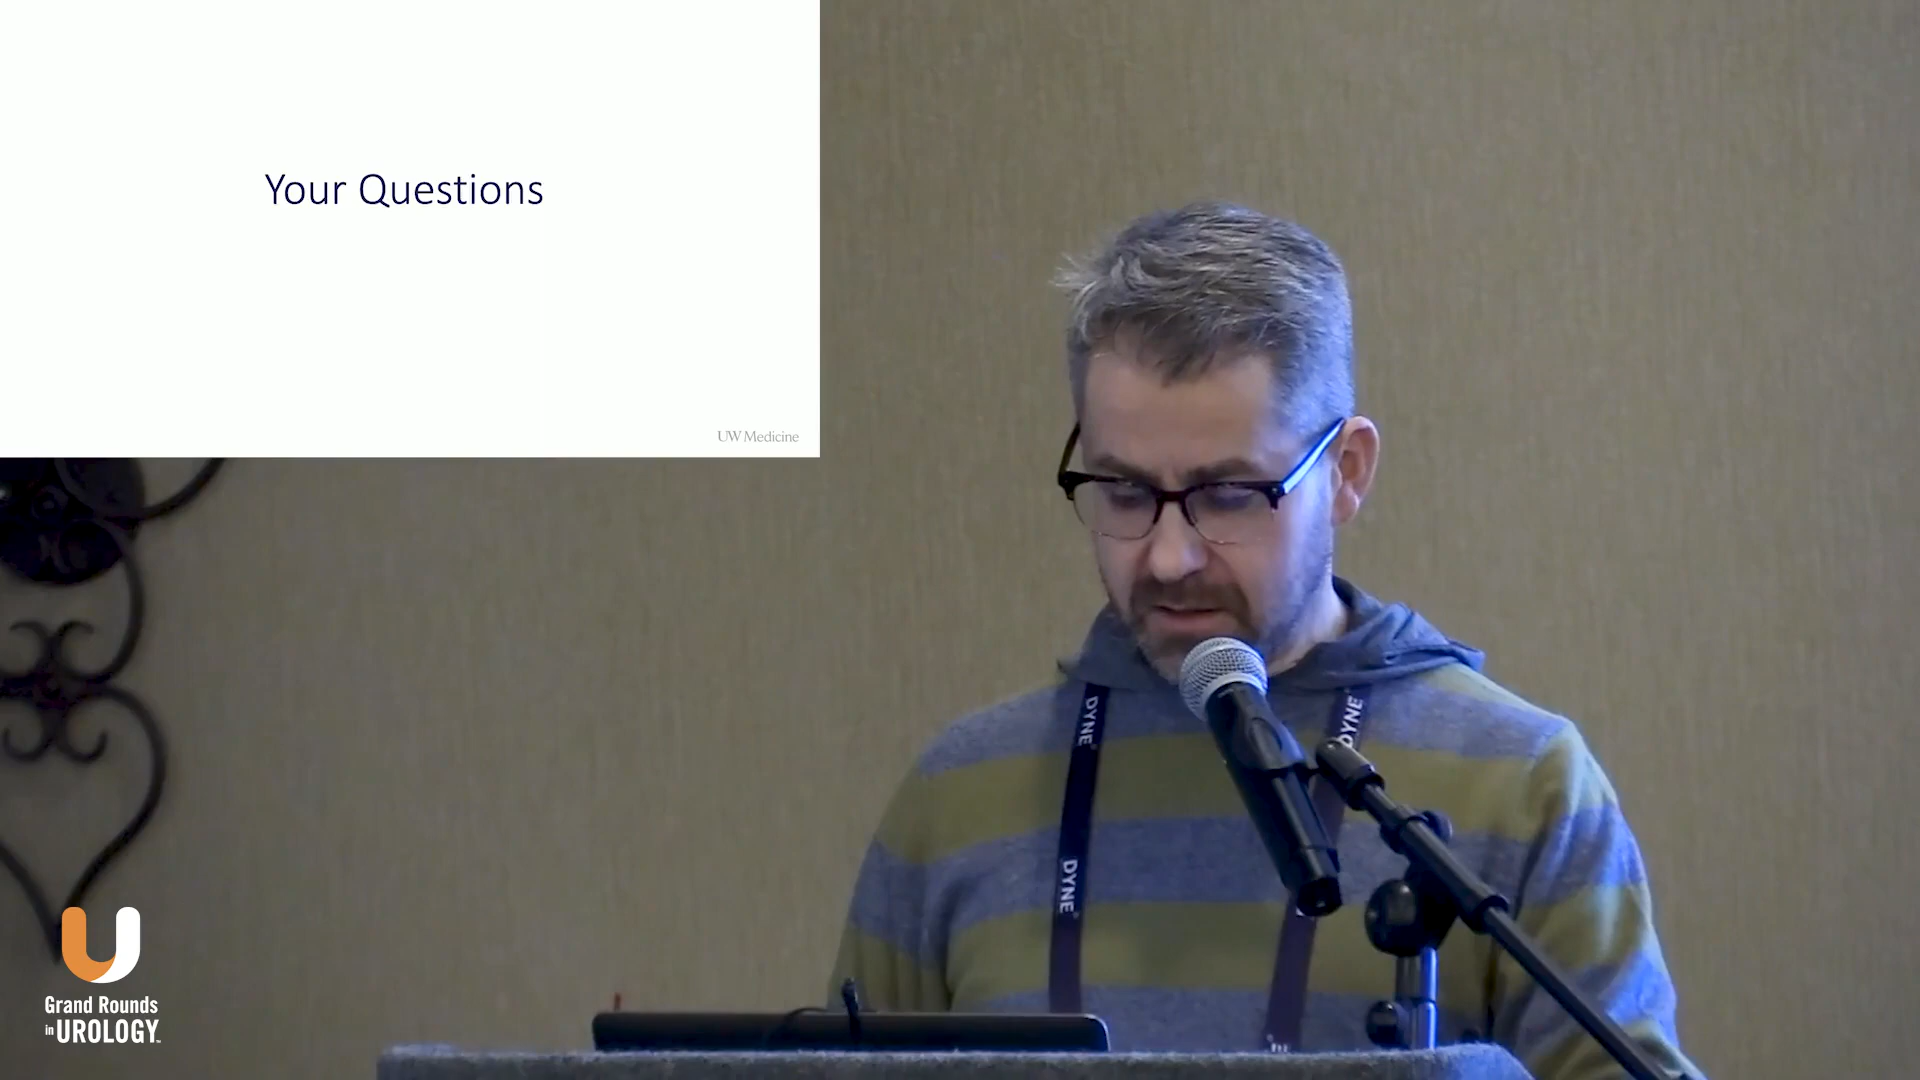 Your Questions
UW Medicine
DYNE
DYNE
DYNE
Grand Rounds
in UROLOGY